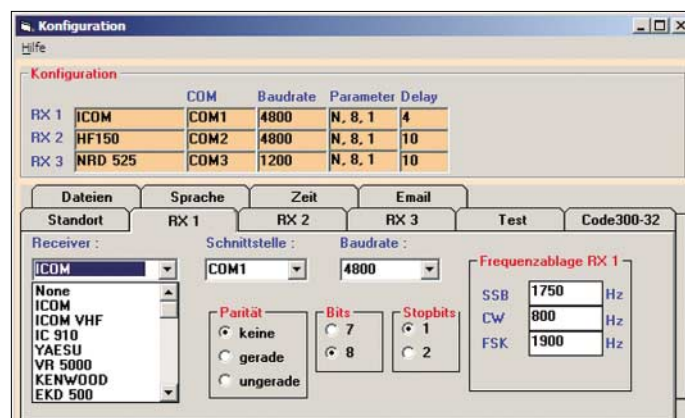 Konfiguration
Hilfe
Konfiguration
COM Baudrate Parameter Delay
RX 1 ICOM COM1 4800 N, 8, 1 4
RX 2 HF150 COM2 4800 N, 8, 1 10
RX 3 NRD 525 COM3 1200 N, 8, 1 10
Dateien Sprache Zeit Email
Standort RX 1 RX 2 RX 3 Test Code300-32
Receiver : Schnittstelle : Baudrate :
ICOM COM1 4800
None
ICOM
ICOM VHF
IC 910
YAESU
VR 5000
KENWOOD
EKD 500
Parität
keine
gerade
ungerade
Bits
7
8
Stopbits
1
2
Frequenzablage RX 1
SSB 1750 Hz
CW 800 Hz
FSK 1900 Hz